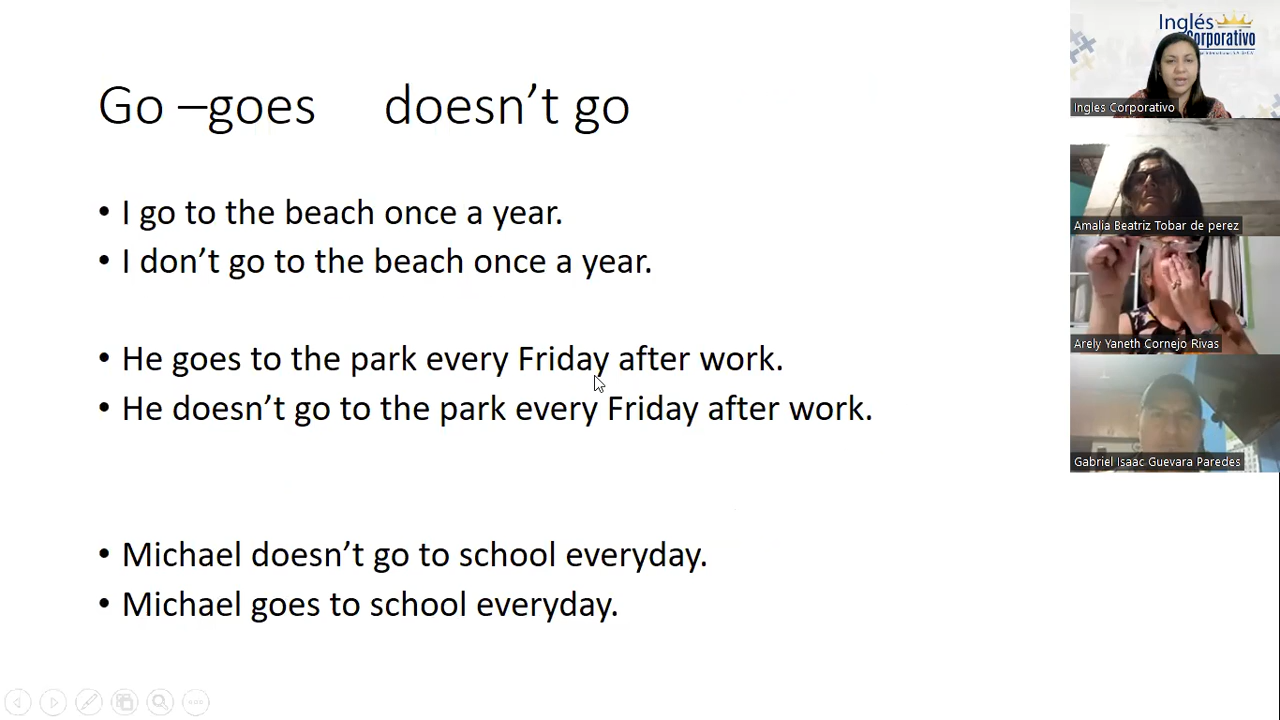 Go –goes doesn’t go
• I go to the beach once a year.
• I don’t go to the beach once a year.
• He goes to the park every Friday after work.
• He doesn’t go to the park every Friday after work.
• Michael doesn’t go to school everyday.
• Michael goes to school everyday.
Inglés
Corporativo
Ingles Corporativo
Amalia Beatriz Tobar de perez
Arely Yaneth Cornejo Rivas
Gabriel Isaac Guevara Paredes